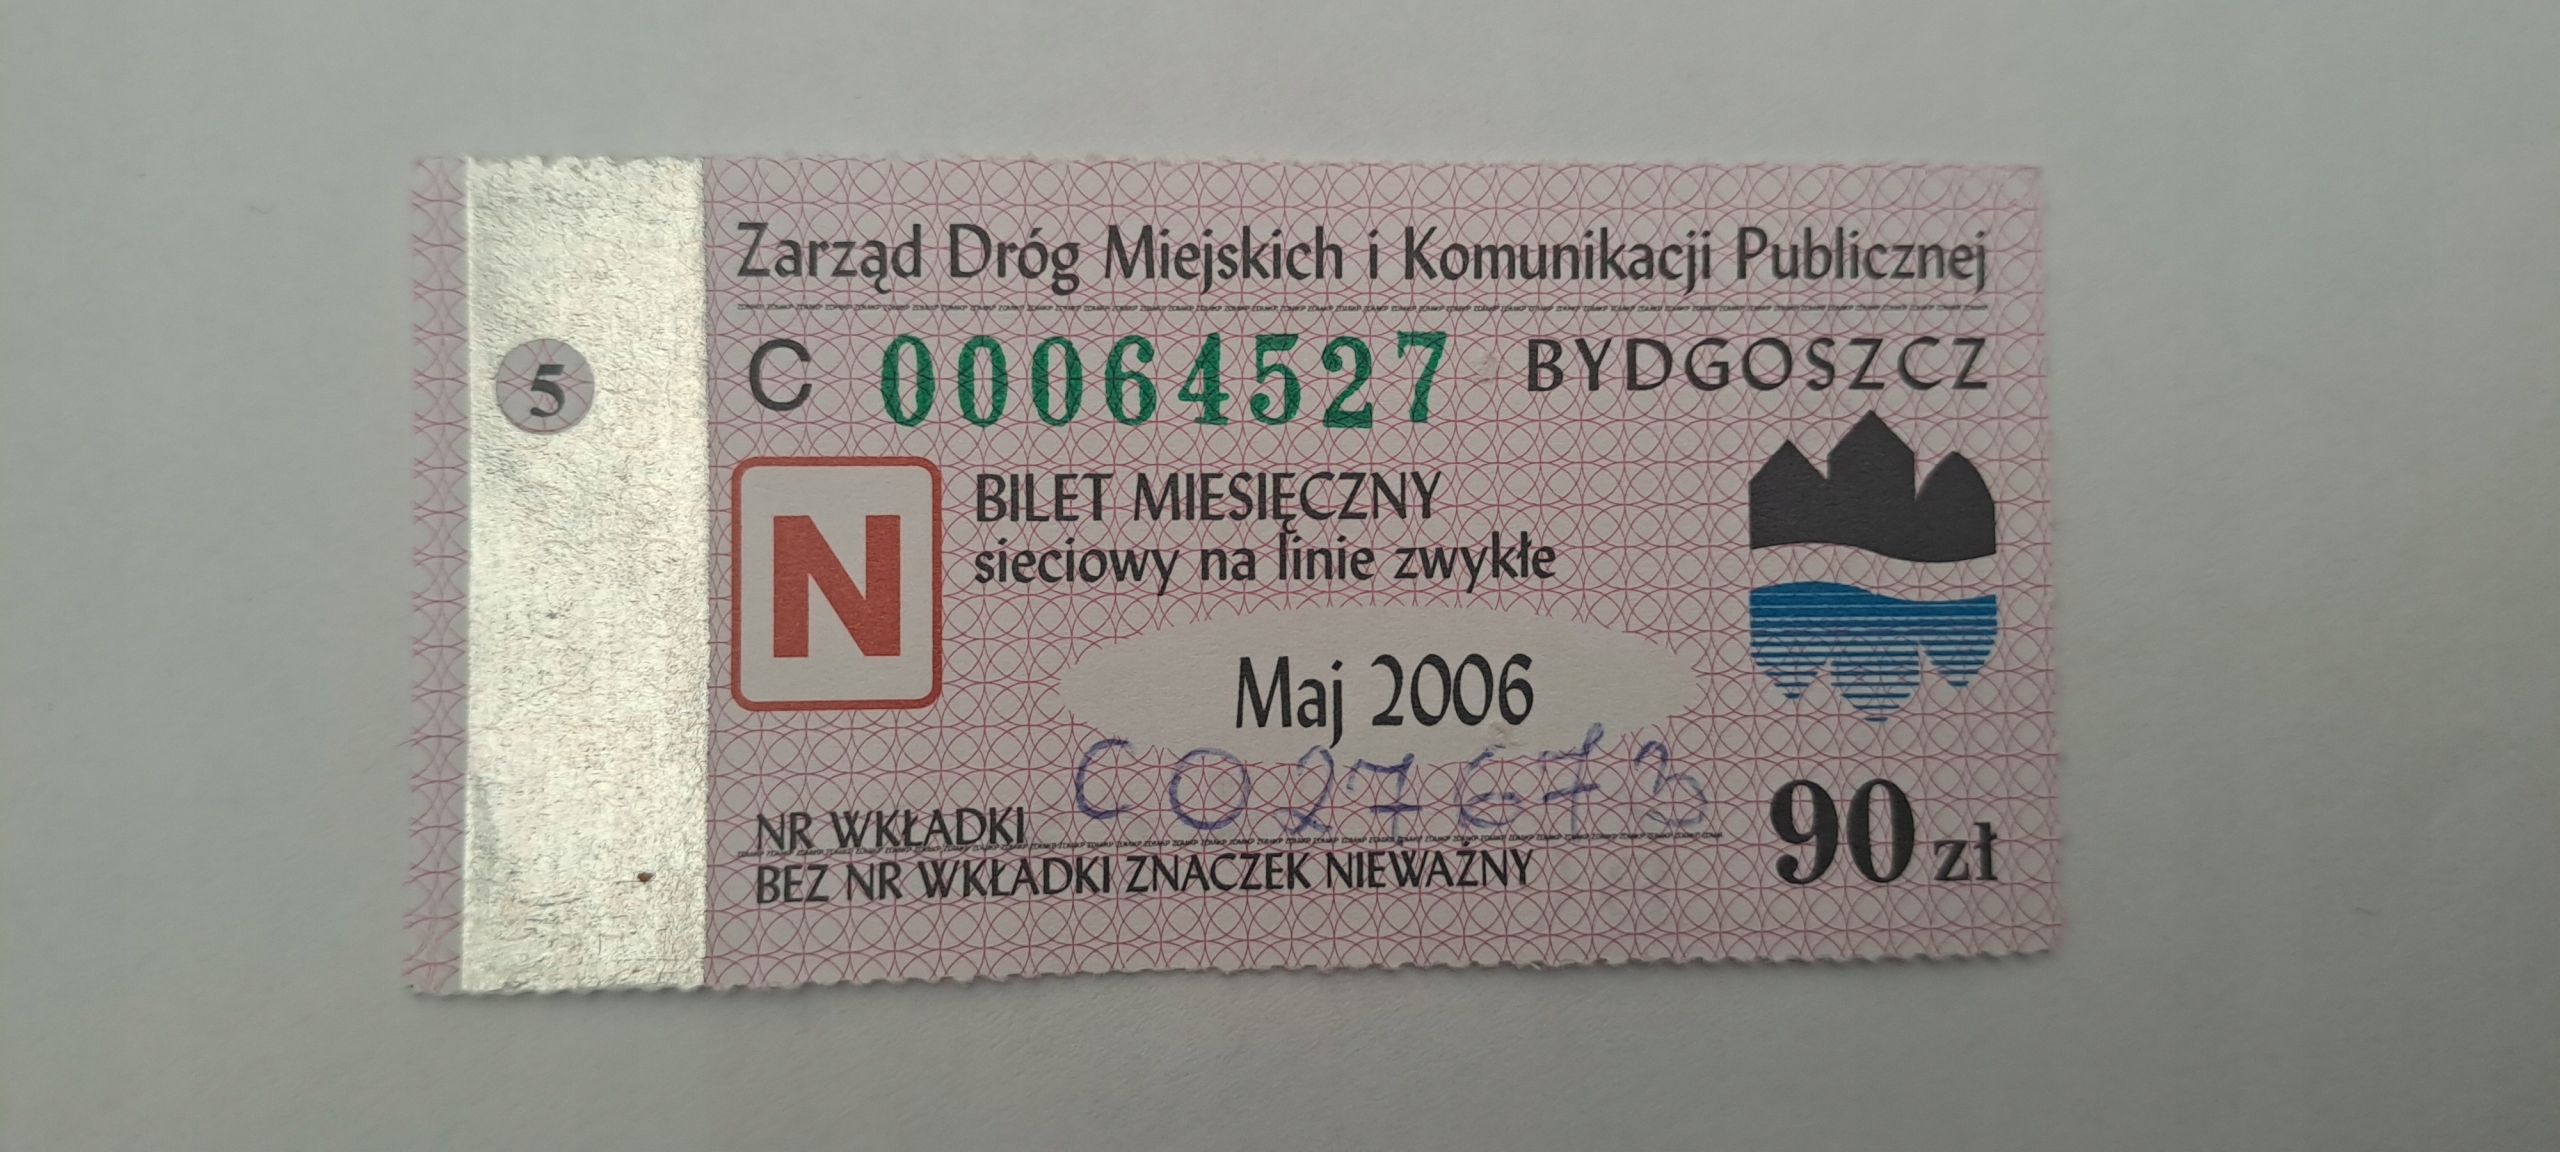 Zarząd Dróg Miejskich i Komunikacji Publicznej
5
C 00064527 BYDGOSZCZ
N
BILET MIESIĘCZNY
sieciowy na linie zwykłe
Maj 2006
NR WKŁADKI C027673
BEZ NR WKŁADKI ZNACZEK NIEWAŻNY
90 zł